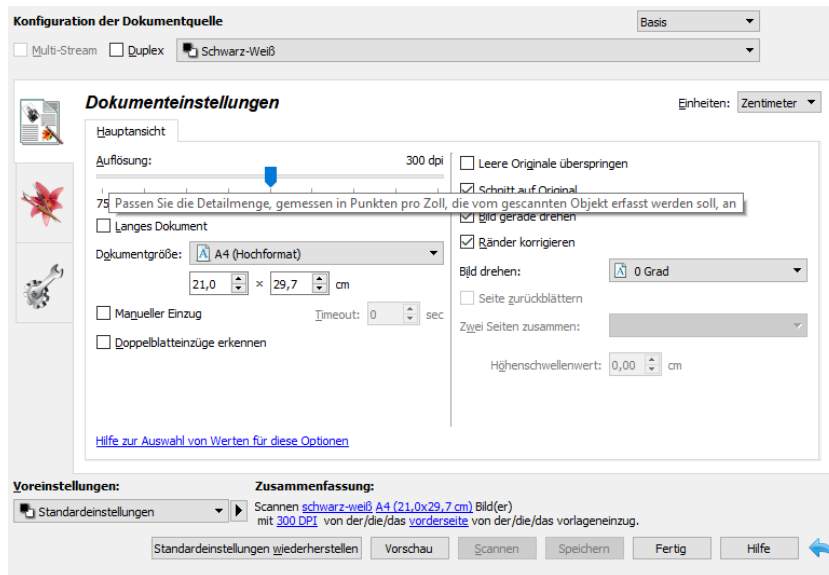 Konfiguration der Dokumentquelle
Basis
Multi-Stream Duplex Schwarz-Weiß
Dokumenteinstellungen
Einheiten: Zentimeter
Hauptansicht
Auflösung: 300 dpi
75
Passen Sie die Detailmenge, gemessen in Punkten pro Zoll, die vom gescannten Objekt erfasst werden soll, an
Langes Dokument
Dokumentgröße: A4 (Hochformat)
21,0 × 29,7 cm
Manueller Einzug Timeout: 0 sec
Doppelblatteinzüge erkennen
Hilfe zur Auswahl von Werten für diese Optionen
Leere Originale überspringen
Schnitt auf Original
Bild gerade drehen
Ränder korrigieren
Bild drehen: 0 Grad
Seite zurückblättern
Zwei Seiten zusammen:
Höhenschwellenwert: 0,00 cm
Voreinstellungen:
Standardeinstellungen
Zusammenfassung:
Scannen schwarz-weiß A4 (21,0x29,7 cm) Bild(er)
mit 300 DPI von der/die/das vorderseite von der/die/das vorlageneinzug.
Standardeinstellungen wiederherstellen Vorschau Scannen Speichern Fertig Hilfe